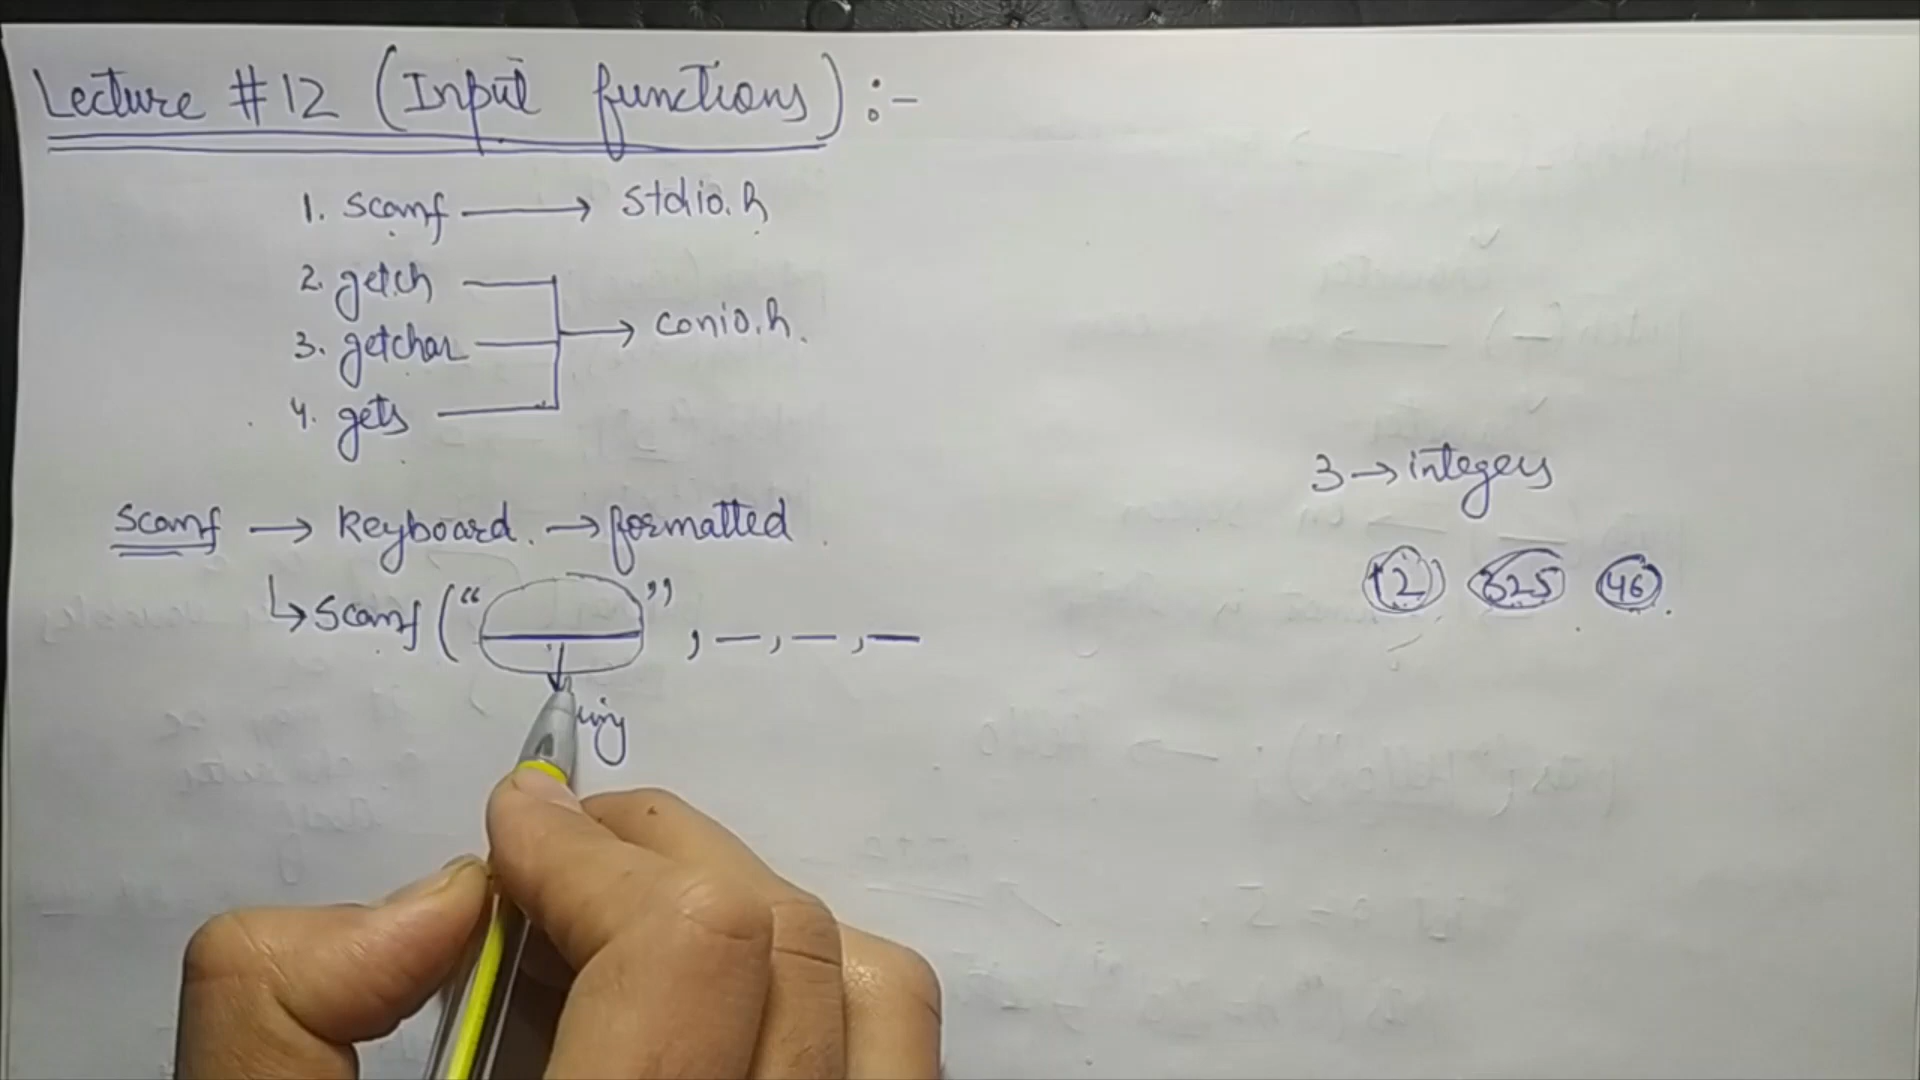 Lecture #12 (Input functions) :-
1. scanf → stdio.h
2. getch
3. getchar → conio.h.
4. gets
3 → integers
12 325 46.
scanf → Keyboard. → formatted
↳ scanf (" — " , — , — , —